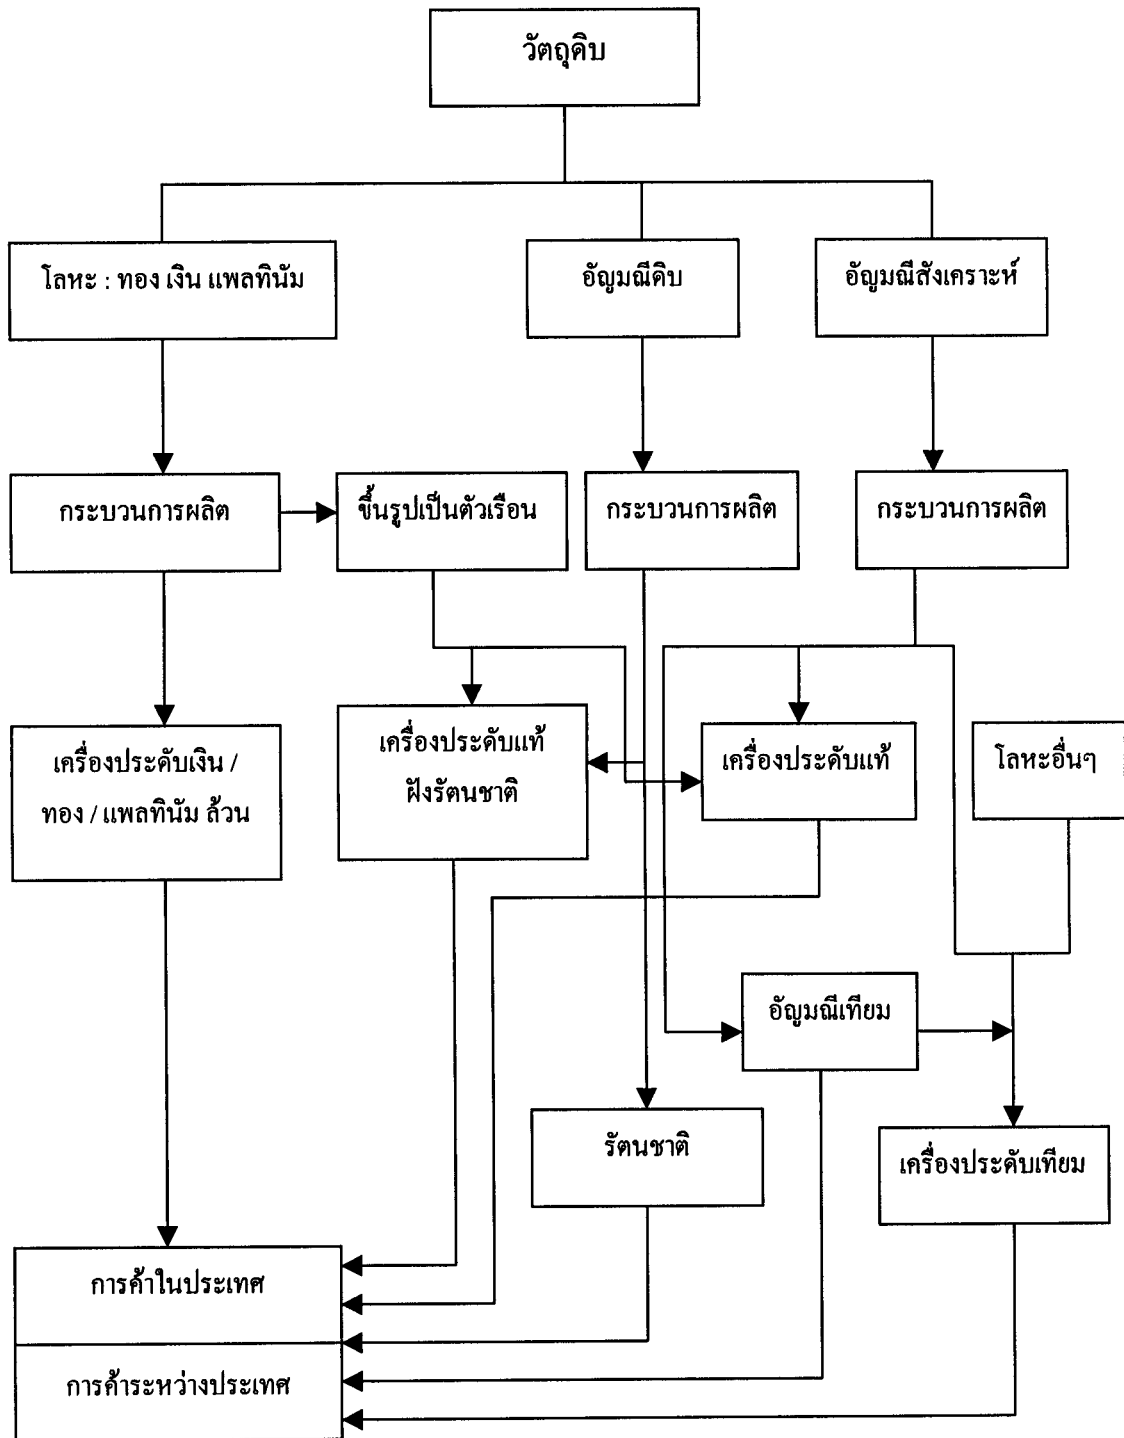 วัตถุดิบ
โลหะ : ทอง เงิน แพลทินัม
อัญมณีดิบ
อัญมณีสังเคราะห์
กระบวนการผลิต
ขึ้นรูปเป็นตัวเรือน
กระบวนการผลิต
กระบวนการผลิต
เครื่องประดับเงิน /
ทอง / แพลทินัม ล้วน
เครื่องประดับแท้
ฝังรัตนชาติ
เครื่องประดับแท้
โลหะอื่นๆ
อัญมณีเทียม
รัตนชาติ
เครื่องประดับเทียม
การค้าในประเทศ
การค้าระหว่างประเทศ